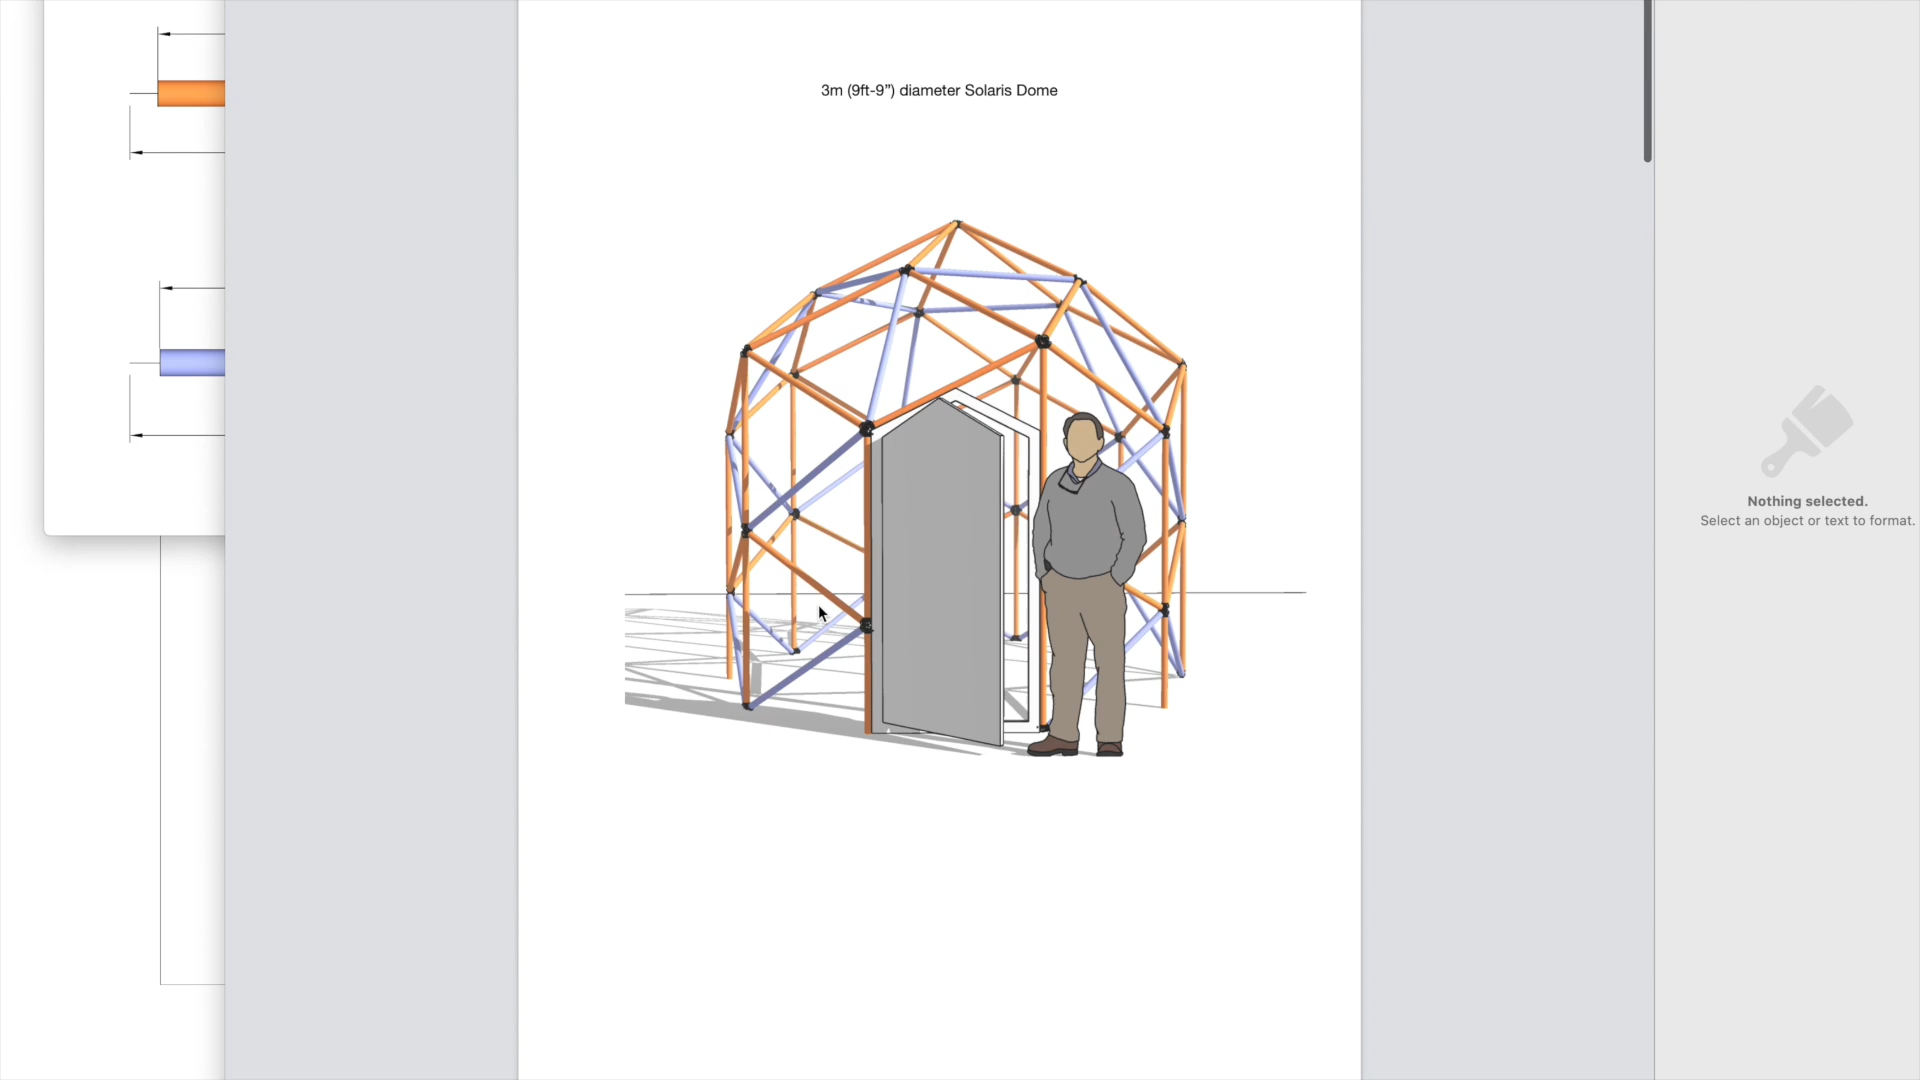 3m (9ft-9”) diameter Solaris Dome
Nothing selected.
Select an object or text to format.